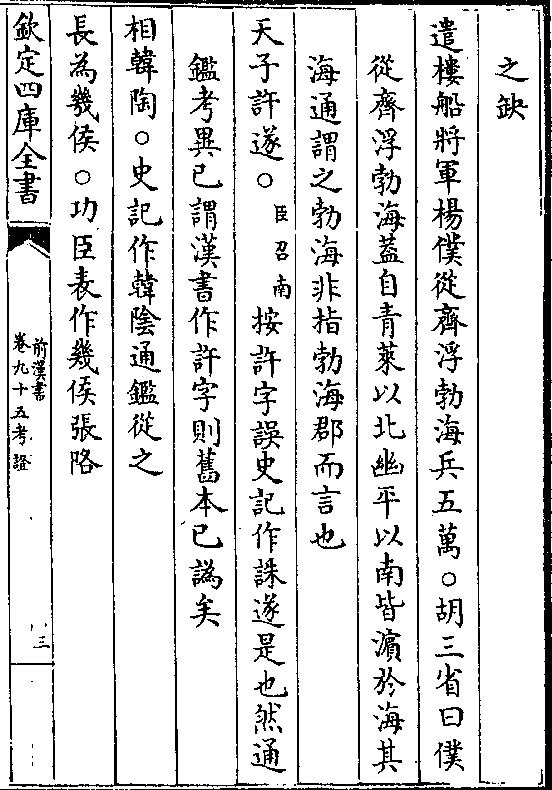 之缺
遣樓船將軍楊僕從齊浮勃海兵五萬○胡三省曰僕
從齊浮勃海蓋自青萊以北幽平以南皆濵於海其
海通謂之勃海非指勃海郡而言也
天子許遂○臣召南按許字誤史記作誅遂是也然通
鑑考異已謂漢書作許字則舊本已譌矣
相韓陶○史記作韓陰通鑑從之
長為幾侯○功臣表作幾侯張䧄
欽定四庫全書
前漢書
卷九十五考證
三